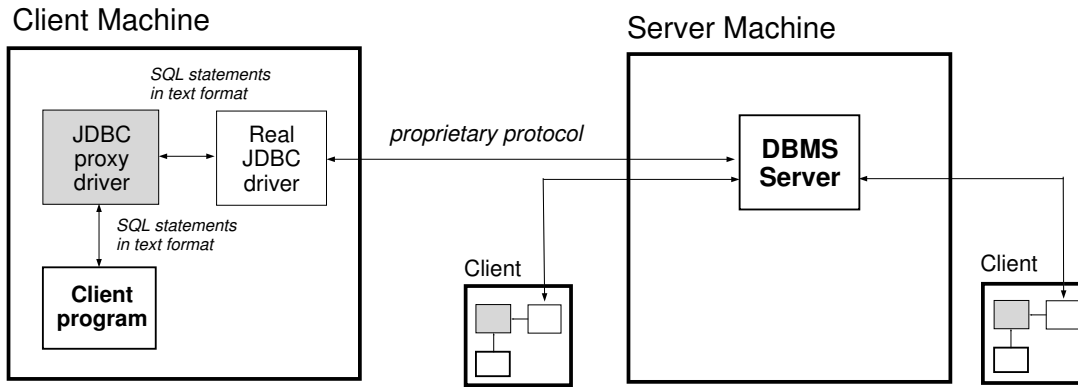 Client Machine
Server Machine
SQL statements
in text format
JDBC
proxy
driver
Real
JDBC
driver
proprietary protocol
DBMS
Server
SQL statements
in text format
Client
program
Client
Client